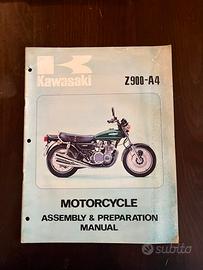 Kawasaki
Z900-A4
MOTORCYCLE
ASSEMBLY & PREPARATION
MANUAL
subito